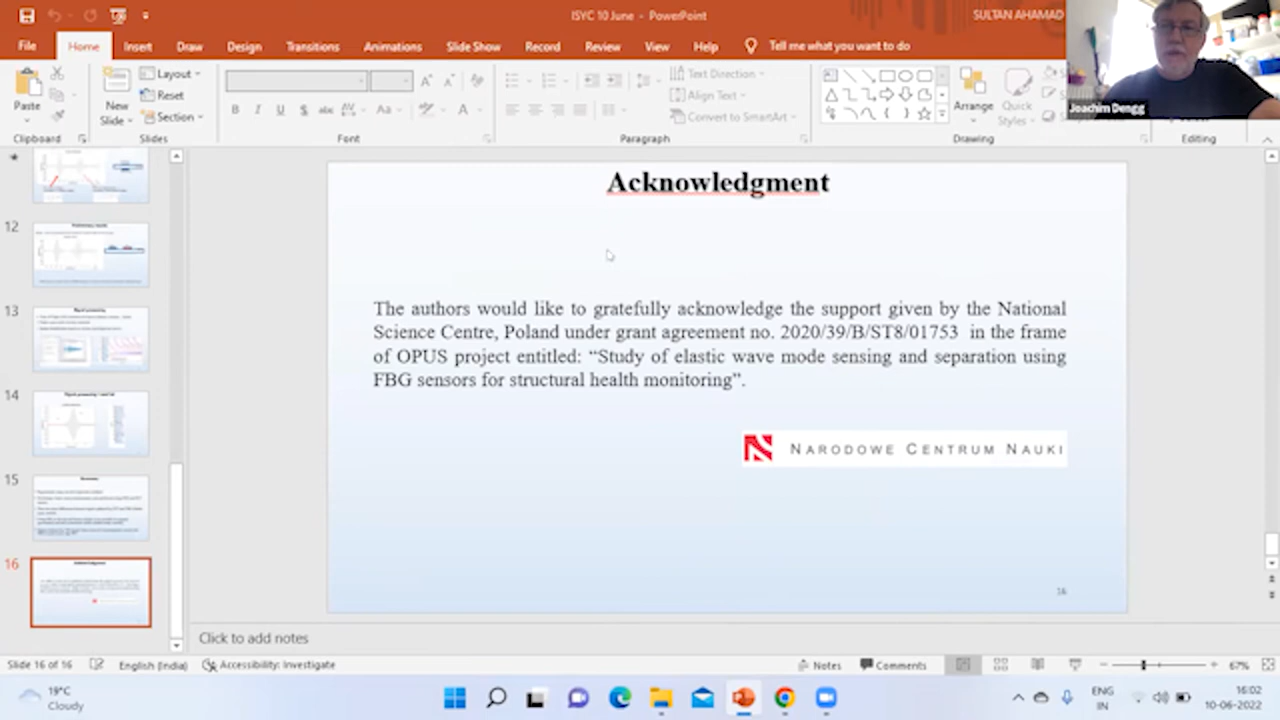 ISYC 10 June - PowerPoint
SULTAN AHAMAD
File Home Insert Draw Design Transitions Animations Slide Show Record Review View Help Tell me what you want to do
Paste
Clipboard
New
Slide
Layout
Reset
Section
Slides
B I U S abc AV Aa A
Font
Text Direction
Align Text
Convert to SmartArt
Paragraph
Arrange
Quick
Styles
Drawing
Editing
Joachim Dengg
12
13
14
15
16
Acknowledgment
The authors would like to gratefully acknowledge the support given by the National
Science Centre, Poland under grant agreement no. 2020/39/B/ST8/01753 in the frame
of OPUS project entitled: “Study of elastic wave mode sensing and separation using
FBG sensors for structural health monitoring”.
NARODOWE CENTRUM NAUKI
16
Click to add notes
Slide 16 of 16 English (India) Accessibility: Investigate Notes Comments 67%
19°C
Cloudy
ENG
IN
16:02
10-06-2022